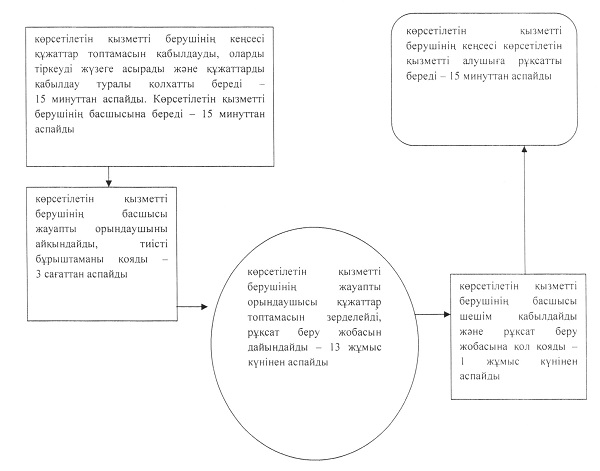 көрсетілетін қызметті берушінің кеңсесі
құжаттар топтамасын қабылдауды, оларды
тіркеуді жүзеге асырады және құжаттарды
қабылдау туралы қолхатты береді –
15 минуттан аспайды. Көрсетілетін қызметті
берушінің басшысына береді – 15 минуттан
аспайды
көрсетілетін қызметті
берушінің басшысы
жауапты орындаушыны
айқындайды, тиісті
бұрыштаманы қояды –
3 сағаттан аспайды
көрсетілетін қызметті
берушінің жауапты
орындаушысы құжаттар
топтамасын зерделейді,
рұқсат беру жобасын
дайындайды – 13 жұмыс
күнінен аспайды
көрсетілетін қызметті
берушінің басшысы
шешім қабылдайды
және рұқсат беру
жобасына қол қояды –
1 жұмыс күнінен
аспайды
көрсетілетін қызметті
берушінің кеңсесі көрсетілетін
қызметті алушыға рұқсатты
береді – 15 минуттан аспайды